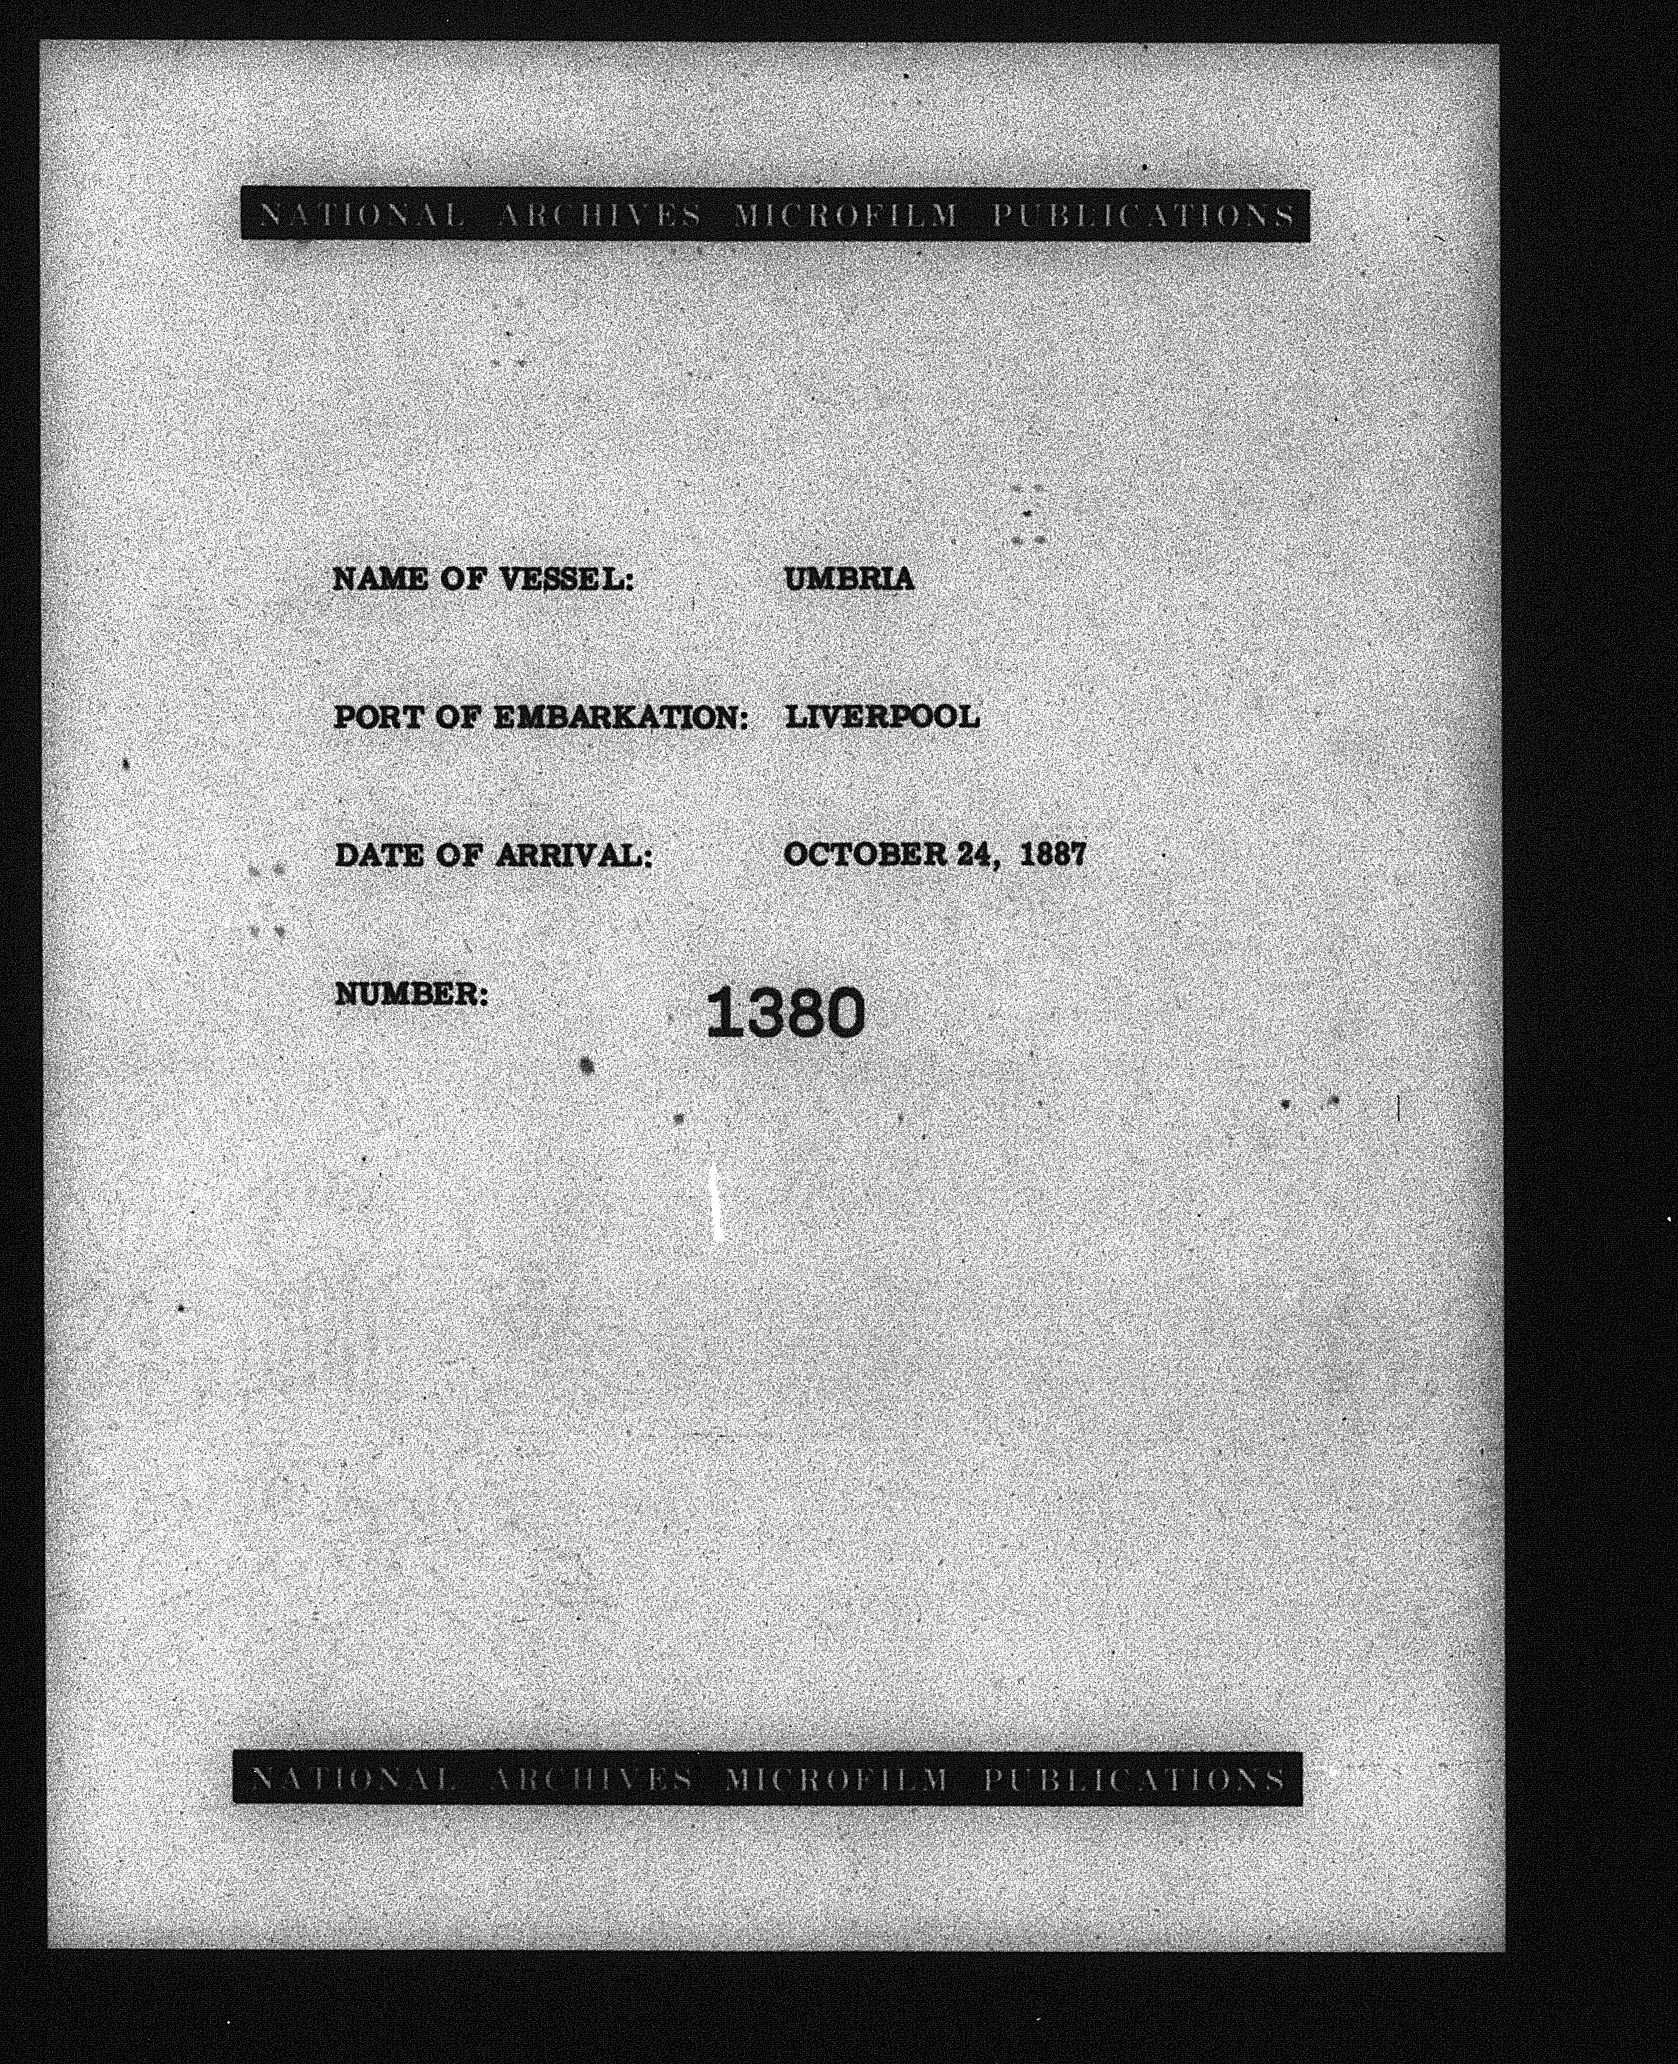 NATIONAL ARCHIVES MICROFILM PUBLICATIONS
NAME OF VESSEL: UMBRIA
PORT OF EMBARKATION: LIVERPOOL
DATE OF ARRIVAL: OCTOBER 24, 1887
NUMBER: 1380
NATIONAL ARCHIVES MICROFILM PUBLICATIONS